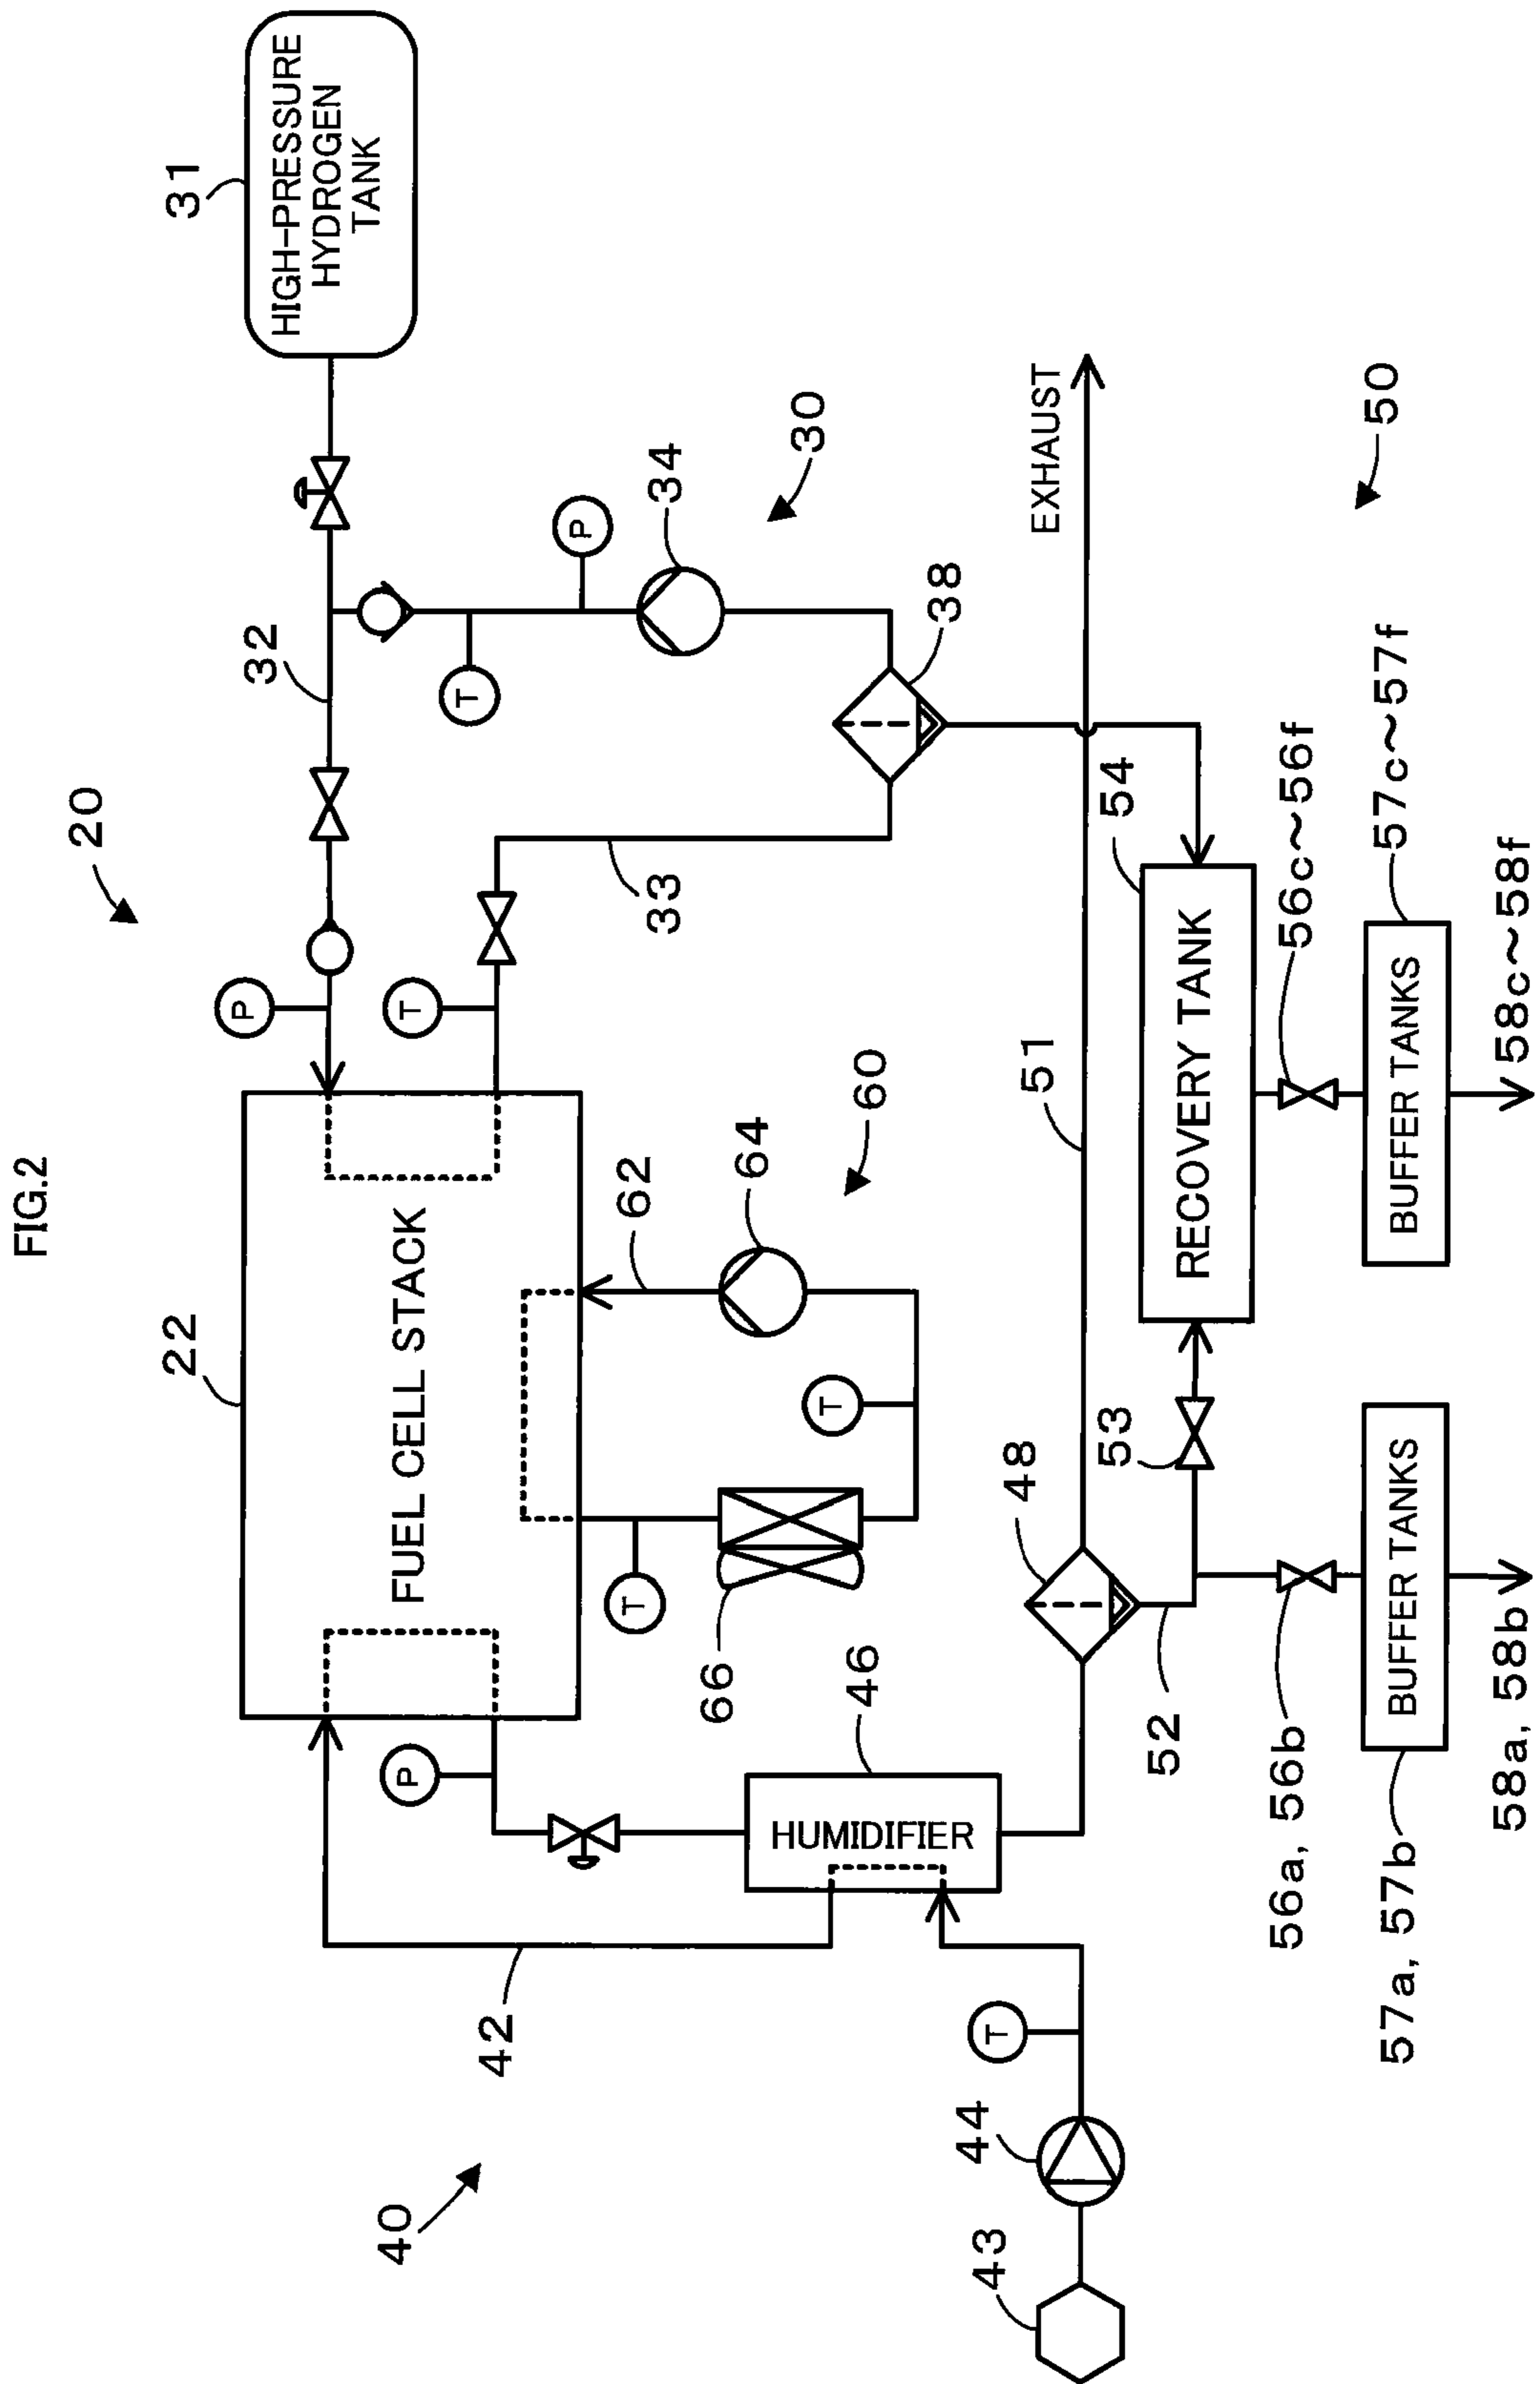 FIG.2
20
22
FUEL CELL STACK
31
HIGH-PRESSURE
HYDROGEN
TANK
32
P
T
T
P
33
34
30
38
40
42
P
T
66
T
62
64
60
46
HUMIDIFIER
43
44
T
48
51
EXHAUST
52
53
54
RECOVERY TANK
50
56a, 56b
56c~56f
57a, 57b
BUFFER TANKS
57c~57f
BUFFER TANKS
58a, 58b
58c~58f